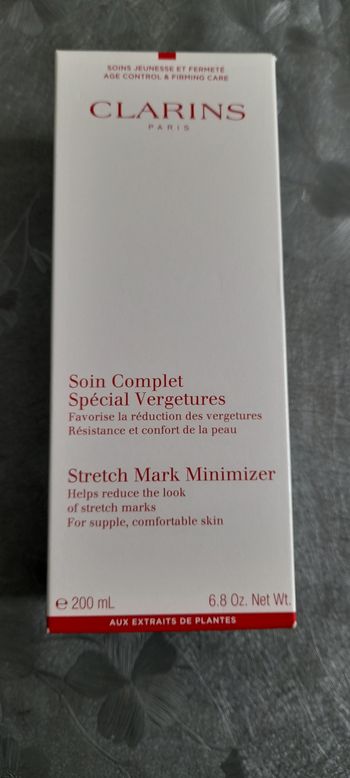 SOINS JEUNESSE ET FERMETÉ
AGE CONTROL & FIRMING CARE
CLARINS
PARIS
Soin Complet
Spécial Vergetures
Favorise la réduction des vergetures
Résistance et confort de la peau
Stretch Mark Minimizer
Helps reduce the look
of stretch marks
For supple, comfortable skin
℮ 200 mL 6.8 Oz. Net Wt.
AUX EXTRAITS DE PLANTES